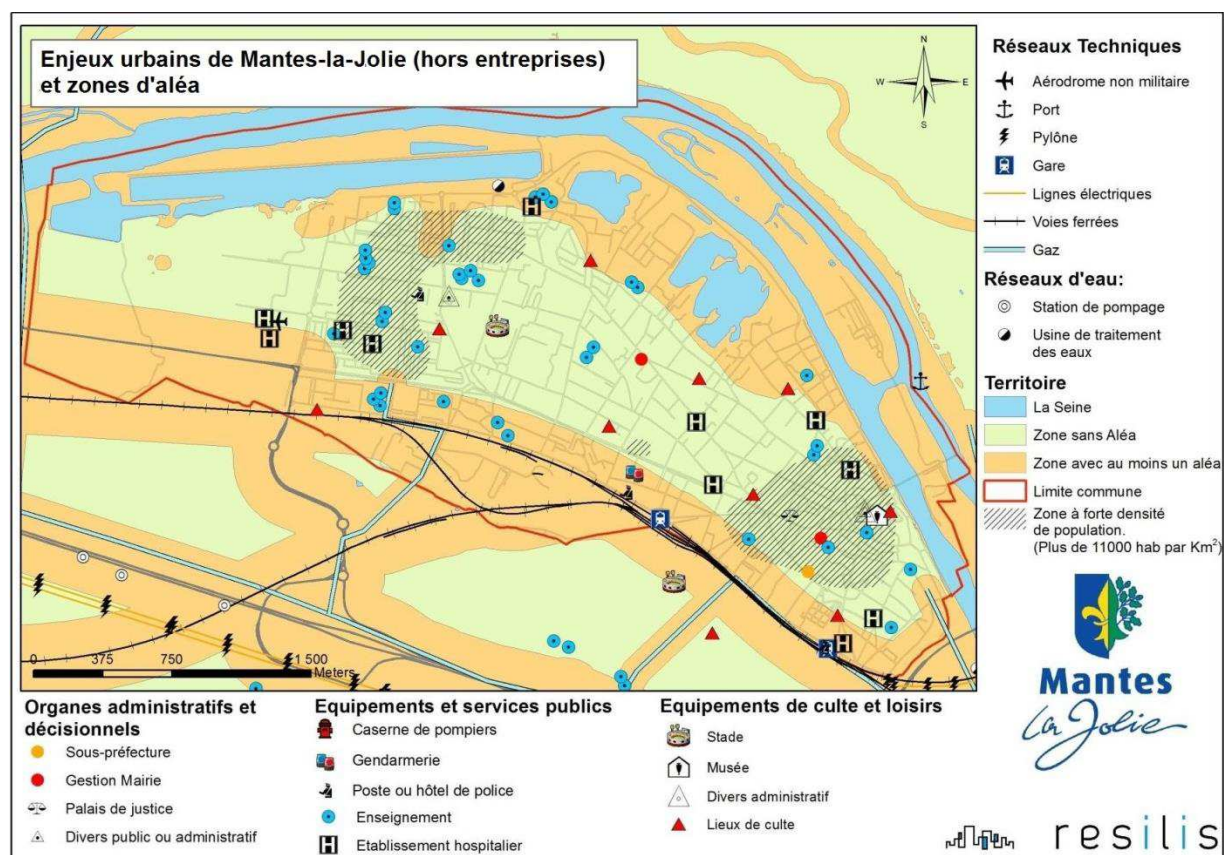 Enjeux urbains de Mantes-la-Jolie (hors entreprises)
et zones d'aléa
N
W
E
S
0
375
750
1 500
Meters
Réseaux Techniques
Aérodrome non militaire
Port
Pylône
Gare
Lignes électriques
Voies ferrées
Gaz
Réseaux d'eau:
Station de pompage
Usine de traitement
des eaux
Territoire
La Seine
Zone sans Aléa
Zone avec au moins un aléa
Limite commune
Zone à forte densité
de population.
(Plus de 11000 hab par Km²)
Organes administratifs et
décisionnels
Sous-préfecture
Gestion Mairie
Palais de justice
Divers public ou administratif
Equipements et services publics
Caserne de pompiers
Gendarmerie
Poste ou hôtel de police
Enseignement
Etablissement hospitalier
Equipements de culte et loisirs
Stade
Musée
Divers administratif
Lieux de culte
Mantes
La Jolie
resilis